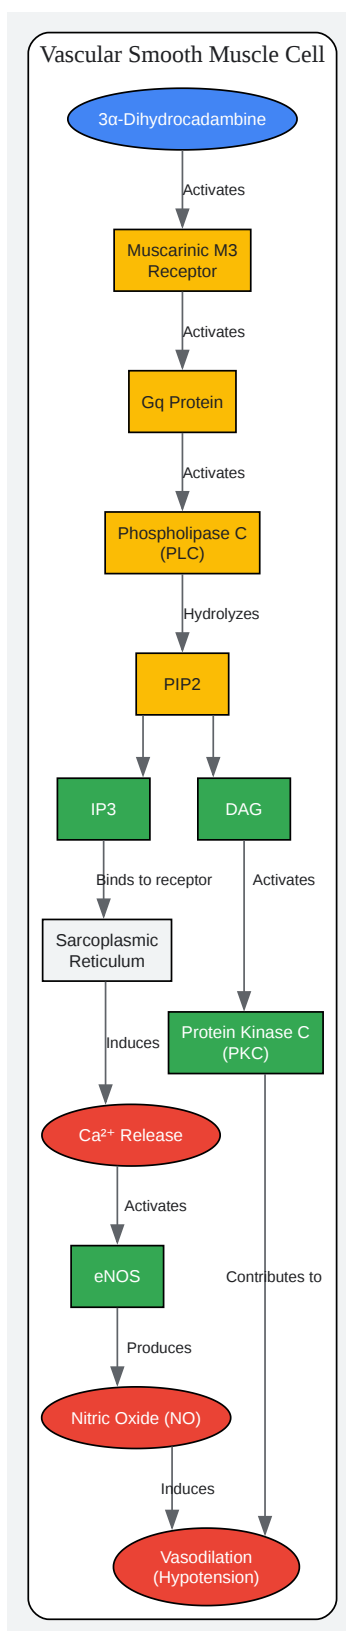 Vascular Smooth Muscle Cell
3α-Dihydrocadambine
Activates
Muscarinic M3
Receptor
Activates
Gq Protein
Activates
Phospholipase C
(PLC)
Hydrolyzes
PIP2
IP3
DAG
Binds to receptor
Activates
Sarcoplasmic
Reticulum
Protein Kinase C
(PKC)
Induces
Ca²⁺ Release
Activates
eNOS
Contributes to
Produces
Nitric Oxide (NO)
Induces
Vasodilation
(Hypotension)